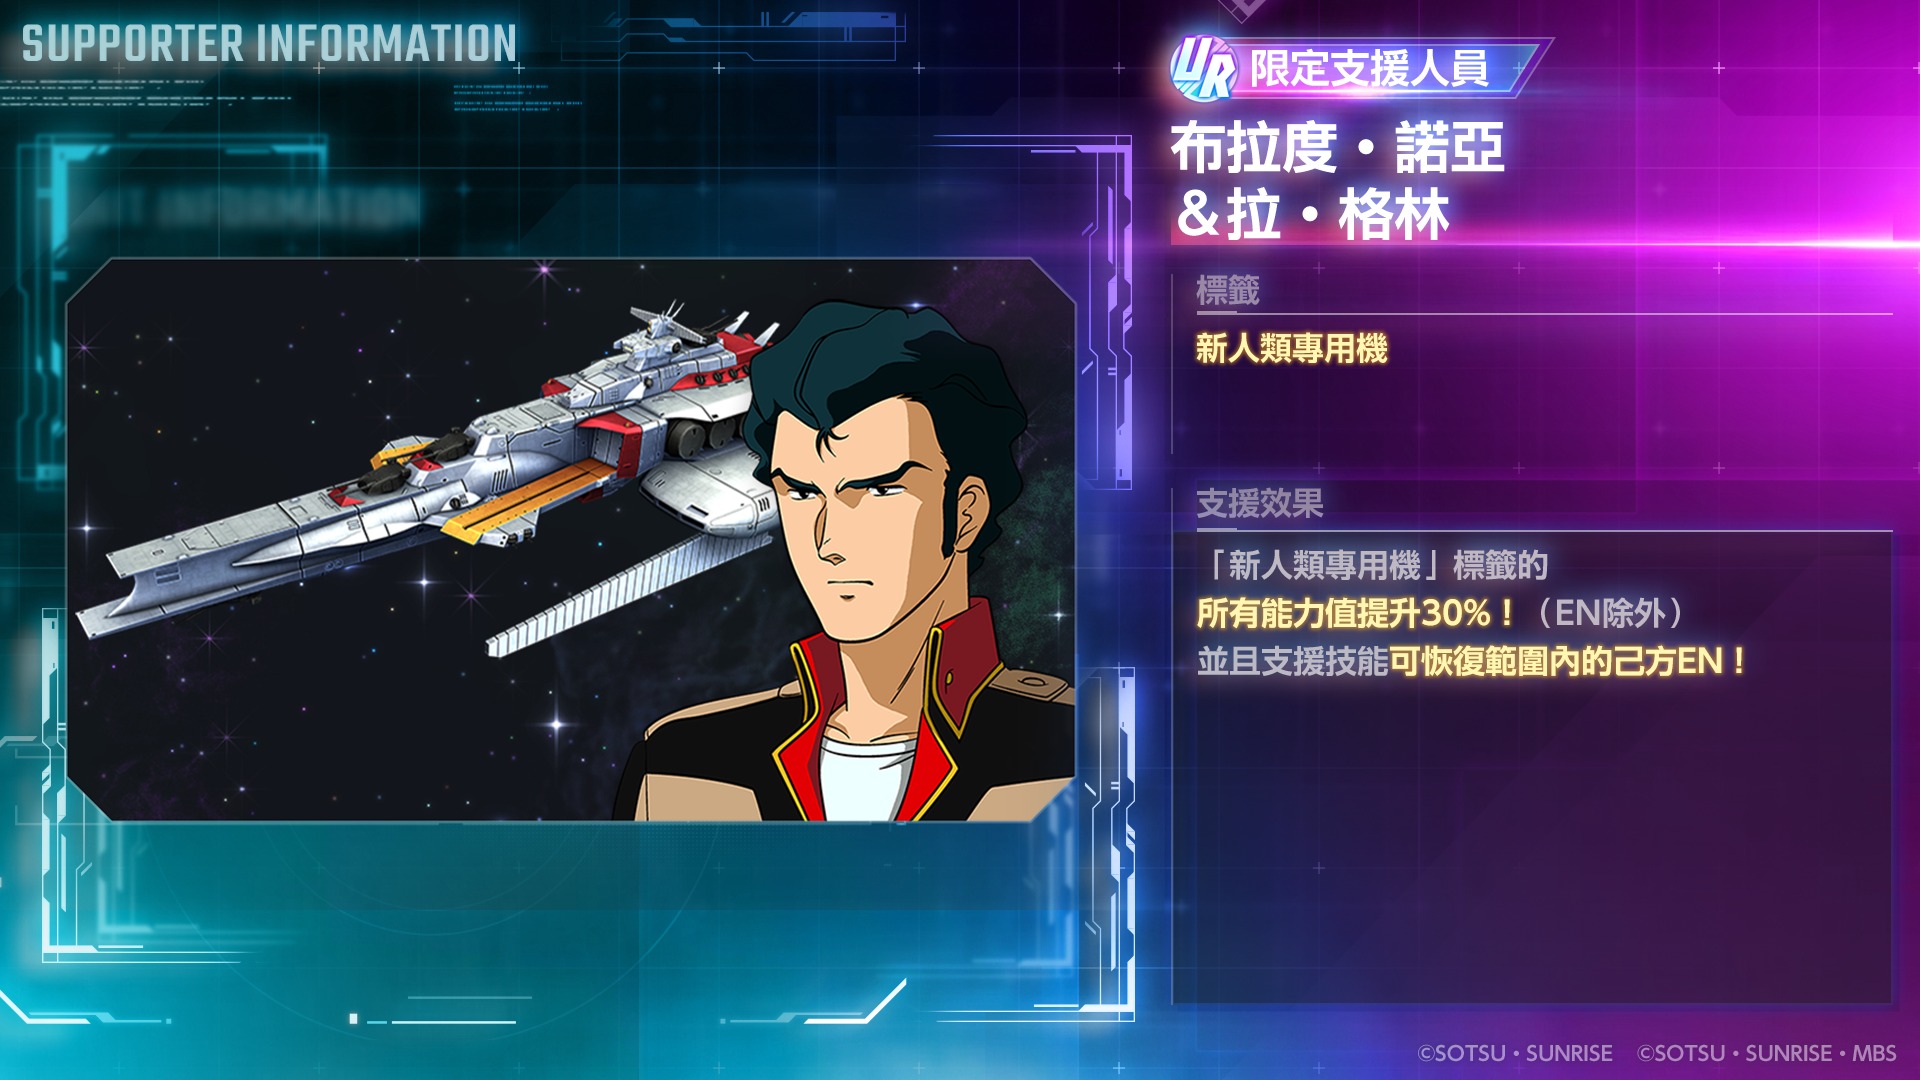 SUPPORTER INFORMATION
UR 限定支援人員
布拉度・諾亞
＆拉・格林
標籤
新人類專用機
支援效果
「新人類專用機」標籤的
所有能力值提升30%！（EN除外）
並且支援技能可恢復範圍內的己方EN！
©SOTSU・SUNRISE ©SOTSU・SUNRISE・MBS